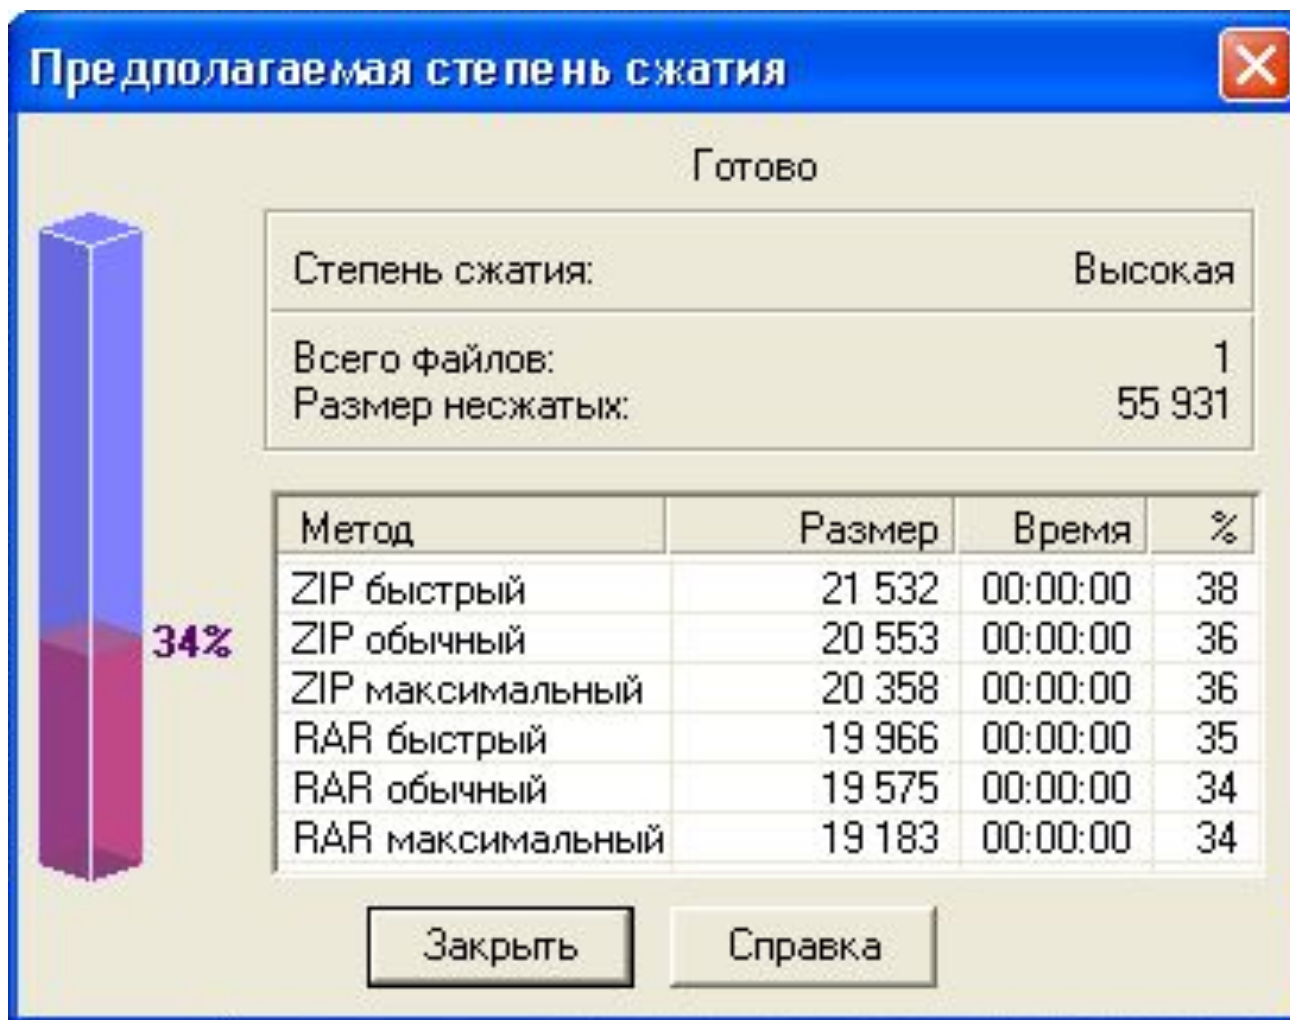 Предполагаемая степень сжатия
Готово
Степень сжатия: Высокая
Всего файлов: 1
Размер несжатых: 55 931
Метод Размер Время %
ZIP быстрый 21 532 00:00:00 38
ZIP обычный 20 553 00:00:00 36
34%
ZIP максимальный 20 358 00:00:00 36
RAR быстрый 19 966 00:00:00 35
RAR обычный 19 575 00:00:00 34
RAR максимальный 19 183 00:00:00 34
Закрыть Справка